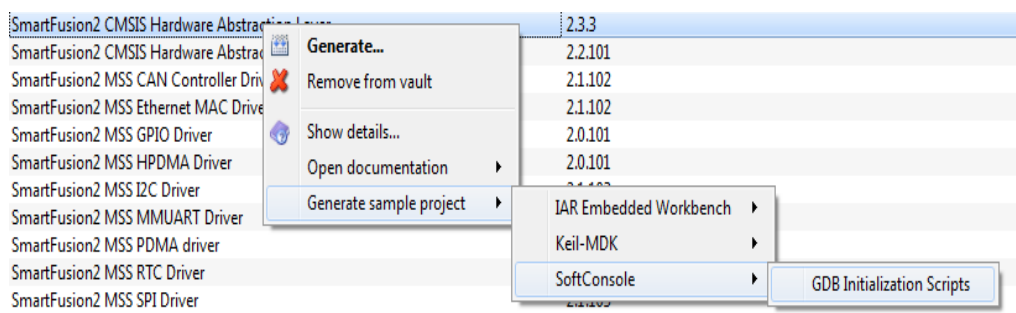 SmartFusion2 CMSIS Hardware Abstraction Layer 2.3.3
SmartFusion2 CMSIS Hardware Abstrac 2.2.101
SmartFusion2 MSS CAN Controller Driv 2.1.102
SmartFusion2 MSS Ethernet MAC Drive 2.1.102
SmartFusion2 MSS GPIO Driver 2.0.101
SmartFusion2 MSS HPDMA Driver 2.0.101
SmartFusion2 MSS I2C Driver
SmartFusion2 MSS MMUART Driver
SmartFusion2 MSS PDMA driver
SmartFusion2 MSS RTC Driver
SmartFusion2 MSS SPI Driver
Generate...
Remove from vault
Show details...
Open documentation
Generate sample project
IAR Embedded Workbench
Keil-MDK
SoftConsole
GDB Initialization Scripts